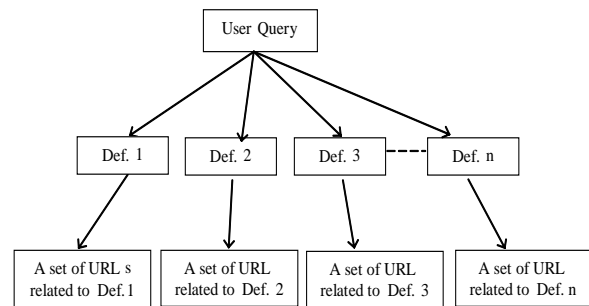 User Query
Def. 1
Def. 2
Def. 3
Def. n
A set of URL s
related to Def.1
A set of URL
related to Def. 2
A set of URL
related to Def. 3
A set of URL
related to Def. n